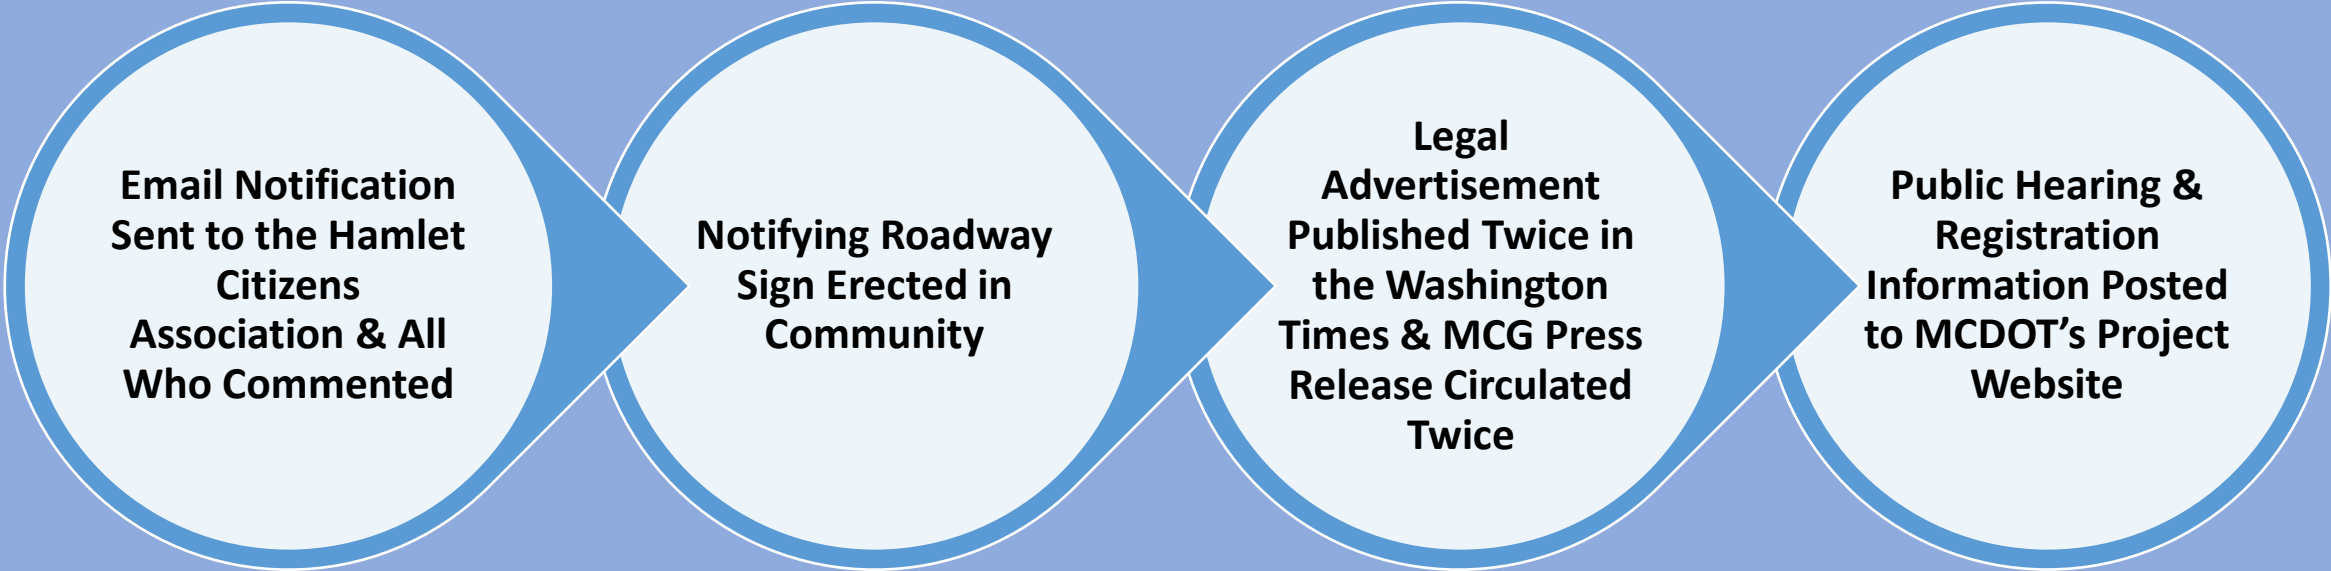 Email Notification
Sent to the Hamlet
Citizens
Association & All
Who Commented
Notifying Roadway
Sign Erected in
Community
Legal
Advertisement
Published Twice in
the Washington
Times & MCG Press
Release Circulated
Twice
Public Hearing &
Registration
Information Posted
to MCDOT’s Project
Website